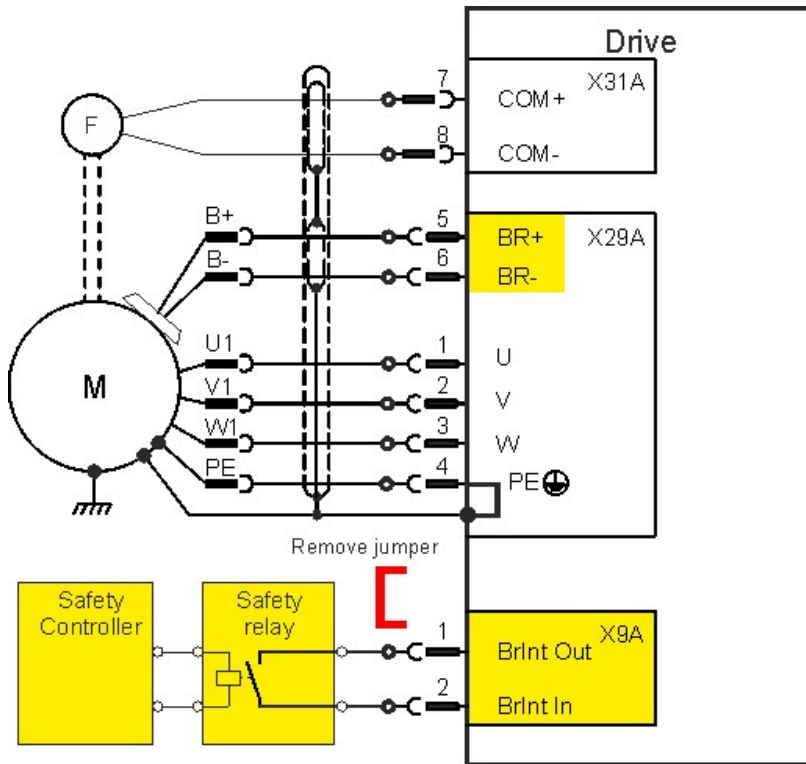 Drive
X31A
7
COM+
8
COM-
F
X29A
B+
5
BR+
B-
6
BR-
U1
1
U
M
V1
2
V
W1
3
W
PE
4
PE
Remove jumper
Safety
Controller
Safety
relay
X9A
1
BrInt Out
2
BrInt In